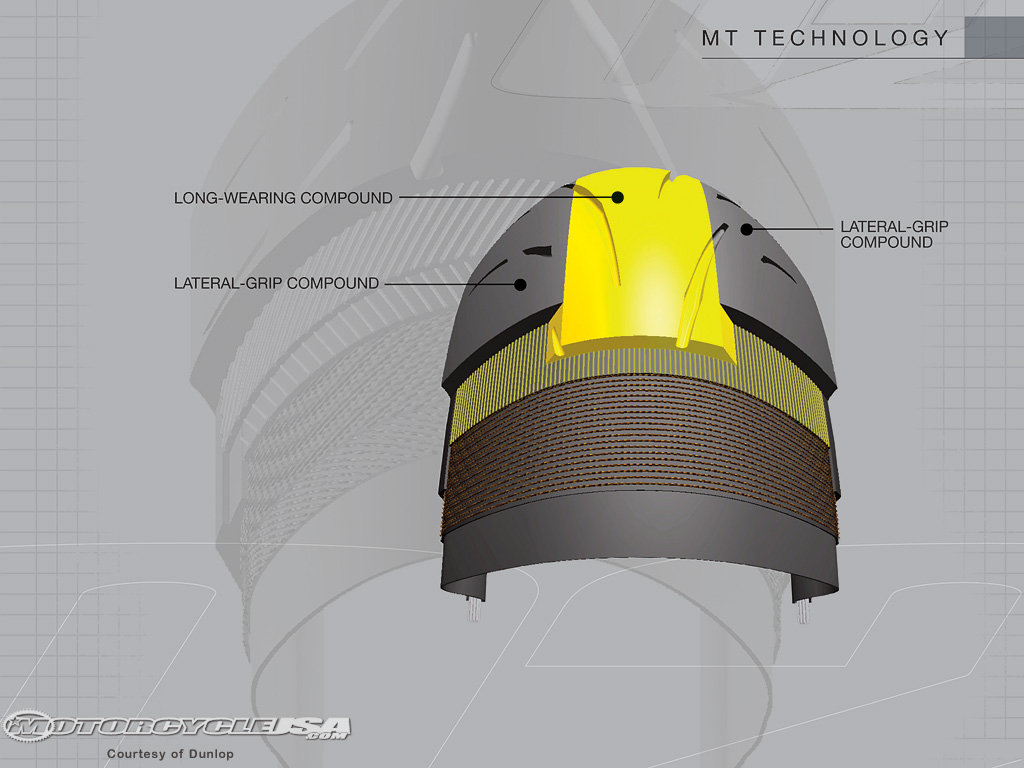 MT TECHNOLOGY
LONG-WEARING COMPOUND
LATERAL-GRIP
COMPOUND
LATERAL-GRIP COMPOUND
MOTORCYCLEUSA
.COM
Courtesy of Dunlop